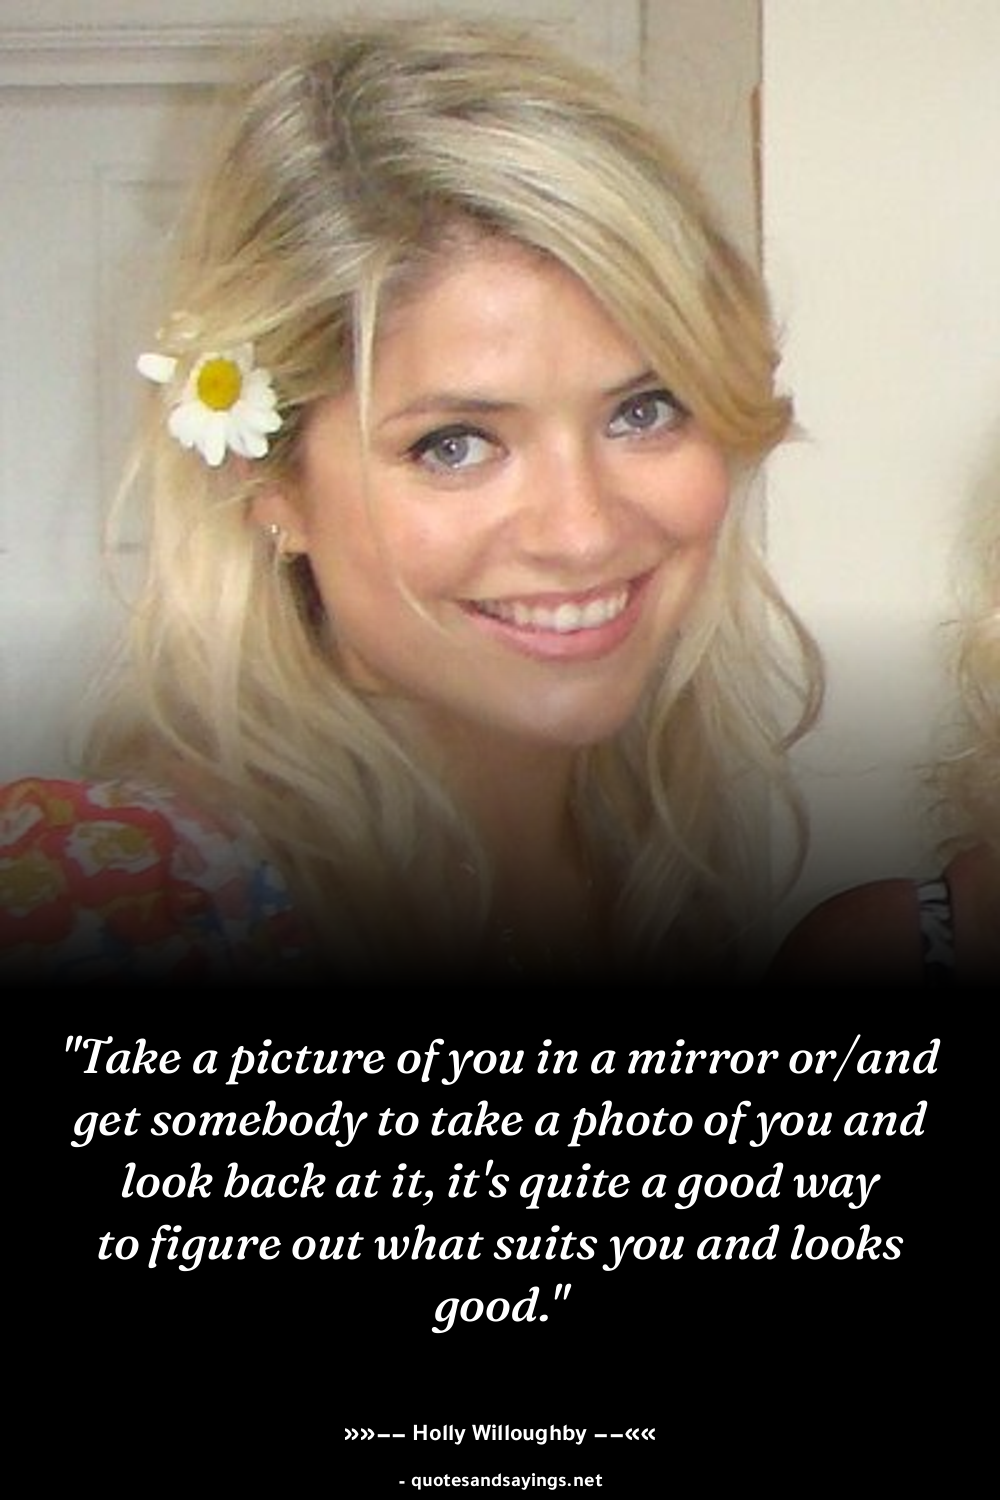 "Take a picture of you in a mirror or/and
get somebody to take a photo of you and
look back at it, it's quite a good way
to figure out what suits you and looks
good."
»»−− Holly Willoughby −−««
- quotesandsayings.net